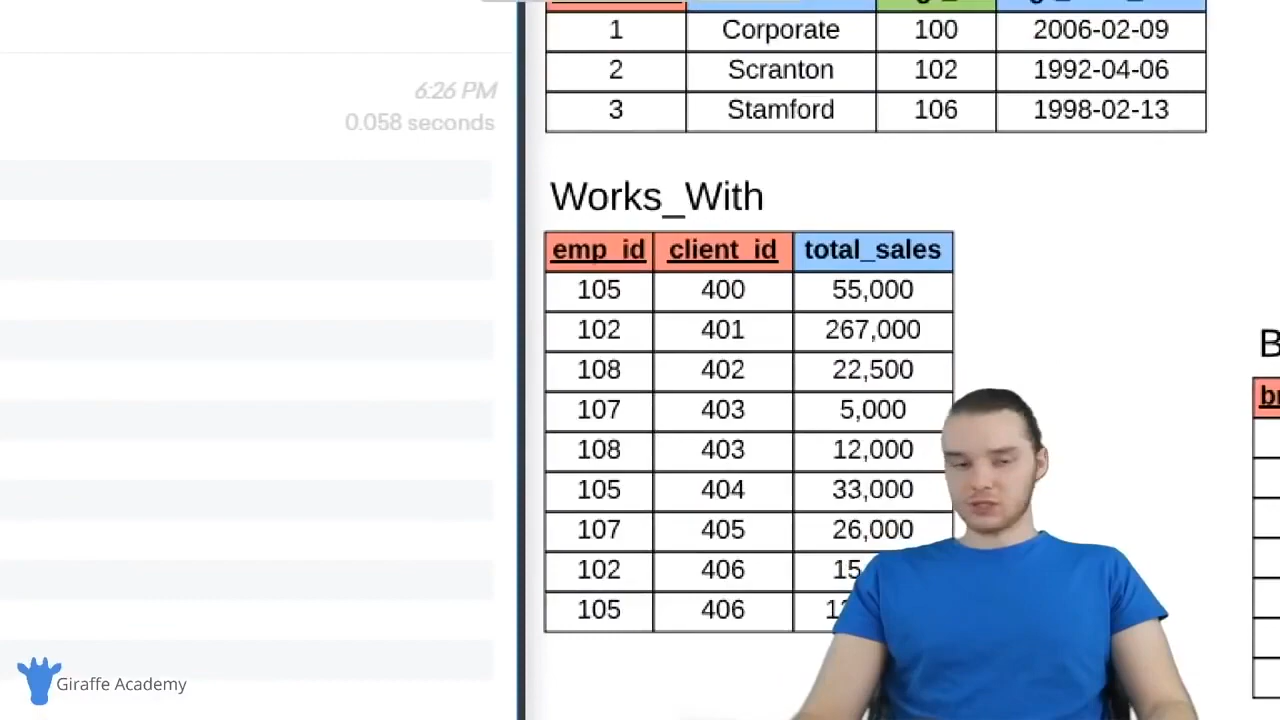 1 Corporate 100 2006-02-09
6:26 PM
2 Scranton 102 1992-04-06
0.058 seconds
3 Stamford 106 1998-02-13
Works_With
emp_id client_id total_sales
105 400 55,000
102 401 267,000
108 402 22,500
107 403 5,000
108 403 12,000
105 404 33,000
107 405 26,000
102 406
105 406
Giraffe Academy